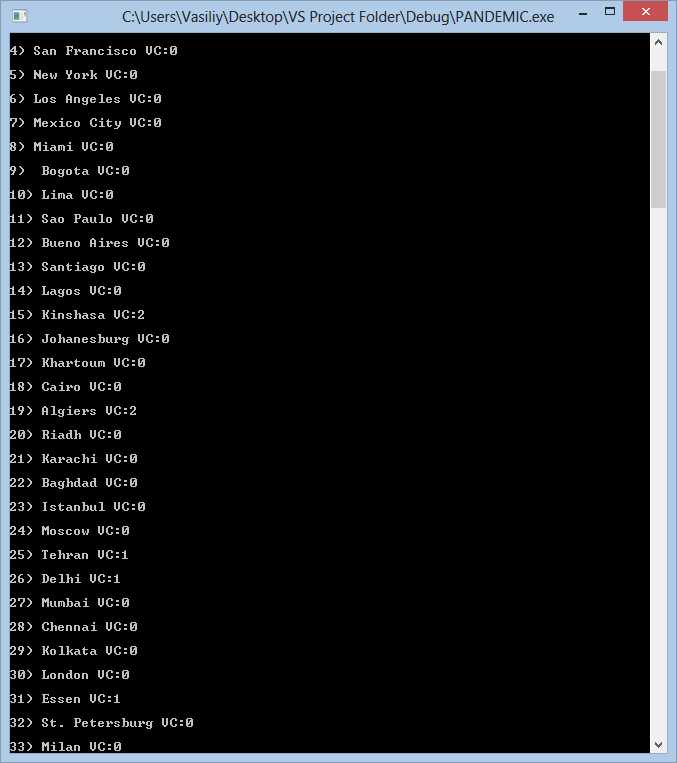 C:\Users\Vasiliy\Desktop\VS Project Folder\Debug\PANDEMIC.exe
4) San Francisco VC:0
5) New York VC:0
6) Los Angeles VC:0
7) Mexico City VC:0
8) Miami VC:0
9)  Bogota VC:0
10) Lima VC:0
11) Sao Paulo VC:0
12) Bueno Aires VC:0
13) Santiago VC:0
14) Lagos VC:0
15) Kinshasa VC:2
16) Johanesburg VC:0
17) Khartoum VC:0
18) Cairo VC:0
19) Algiers VC:2
20) Riadh VC:0
21) Karachi VC:0
22) Baghdad VC:0
23) Istanbul VC:0
24) Moscow VC:0
25) Tehran VC:1
26) Delhi VC:1
27) Mumbai VC:0
28) Chennai VC:0
29) Kolkata VC:0
30) London VC:0
31) Essen VC:1
32) St. Petersburg VC:0
33) Milan VC:0